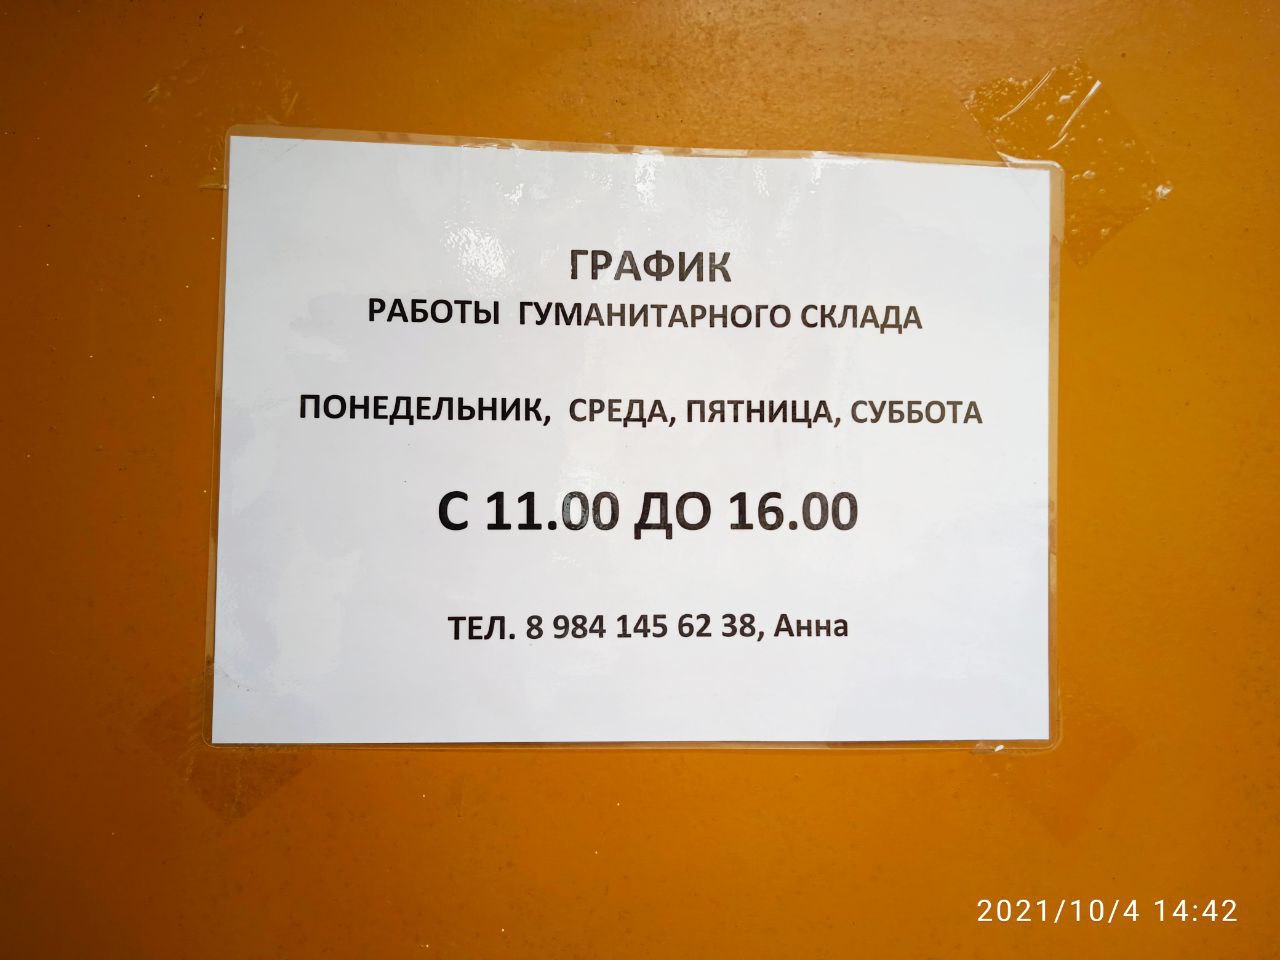 ГРАФИК
РАБОТЫ ГУМАНИТАРНОГО СКЛАДА
ПОНЕДЕЛЬНИК, СРЕДА, ПЯТНИЦА, СУББОТА
С 11.00 ДО 16.00
ТЕЛ. 8 984 145 62 38, Анна
2021/10/4 14:42